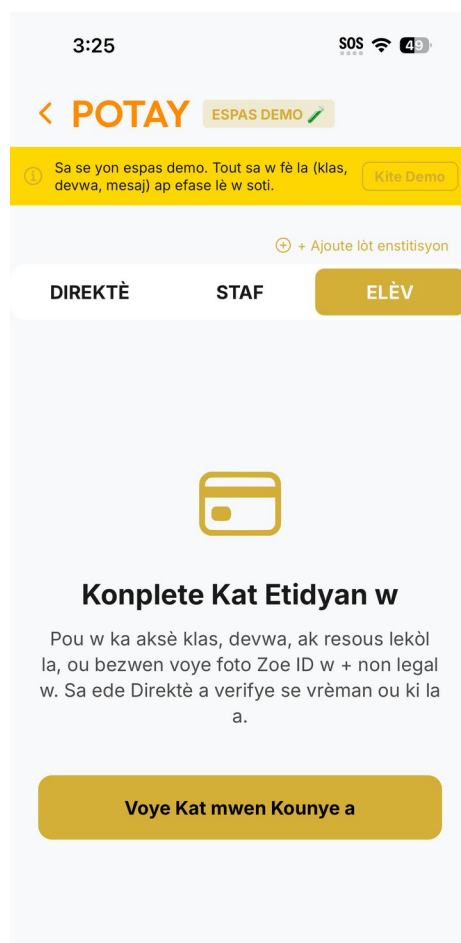 3:25
SOS
49
POTAY
ESPAS DEMO
Sa se yon espas demo. Tout sa w fè la (klas,
devwa, mesaj) ap efase lè w soti.
Kite Demo
+ Ajoute lòt enstitisyon
DIREKTÈ
STAF
ELÈV
Konplete Kat Etidyan w
Pou w ka aksè klas, devwa, ak resous lekòl
la, ou bezwen voye foto Zoe ID w + non legal
w. Sa ede Direktè a verifye se vrèman ou ki la
a.
Voye Kat mwen Kounye a